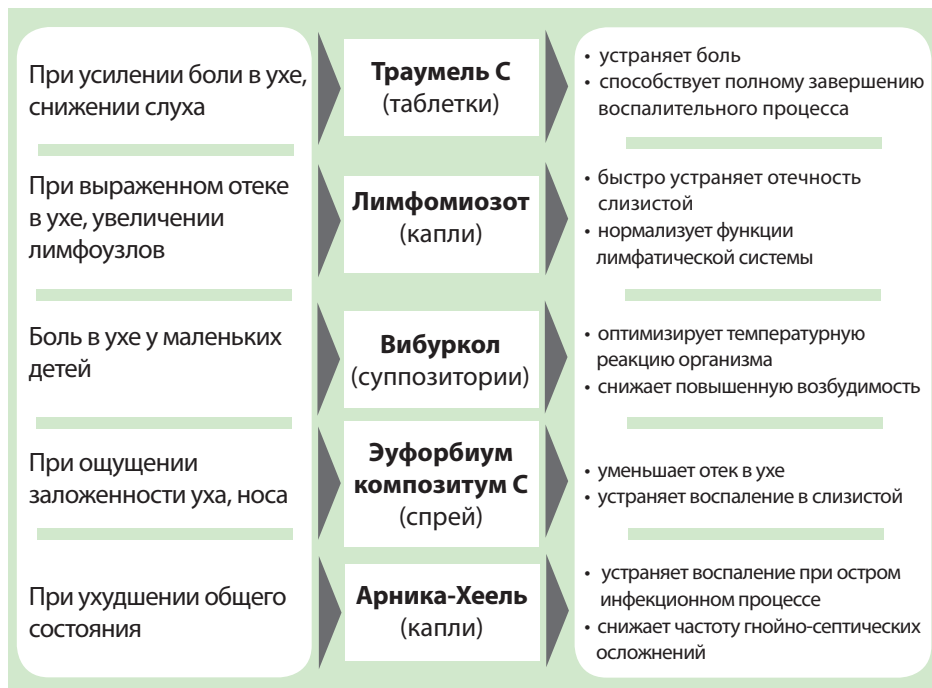 При усилении боли в ухе,
снижении слуха
Траумель С
(таблетки)
• устраняет боль
• способствует полному завершению
воспалительного процесса
При выраженном отеке
в ухе, увеличении
лимфоузлов
Лимфомиозот
(капли)
• быстро устраняет отечность
слизистой
• нормализует функции
лимфатической системы
Боль в ухе у маленьких
детей
Вибуркол
(суппозитории)
• оптимизирует температурную
реакцию организма
• снижает повышенную возбудимость
При ощущении
заложенности уха, носа
Эуфорбиум
композитум С
(спрей)
• уменьшает отек в ухе
• устраняет воспаление в слизистой
При ухудшении общего
состояния
Арника-Хеель
(капли)
• устраняет воспаление при остром
инфекционном процессе
• снижает частоту гнойно-септических
осложнений